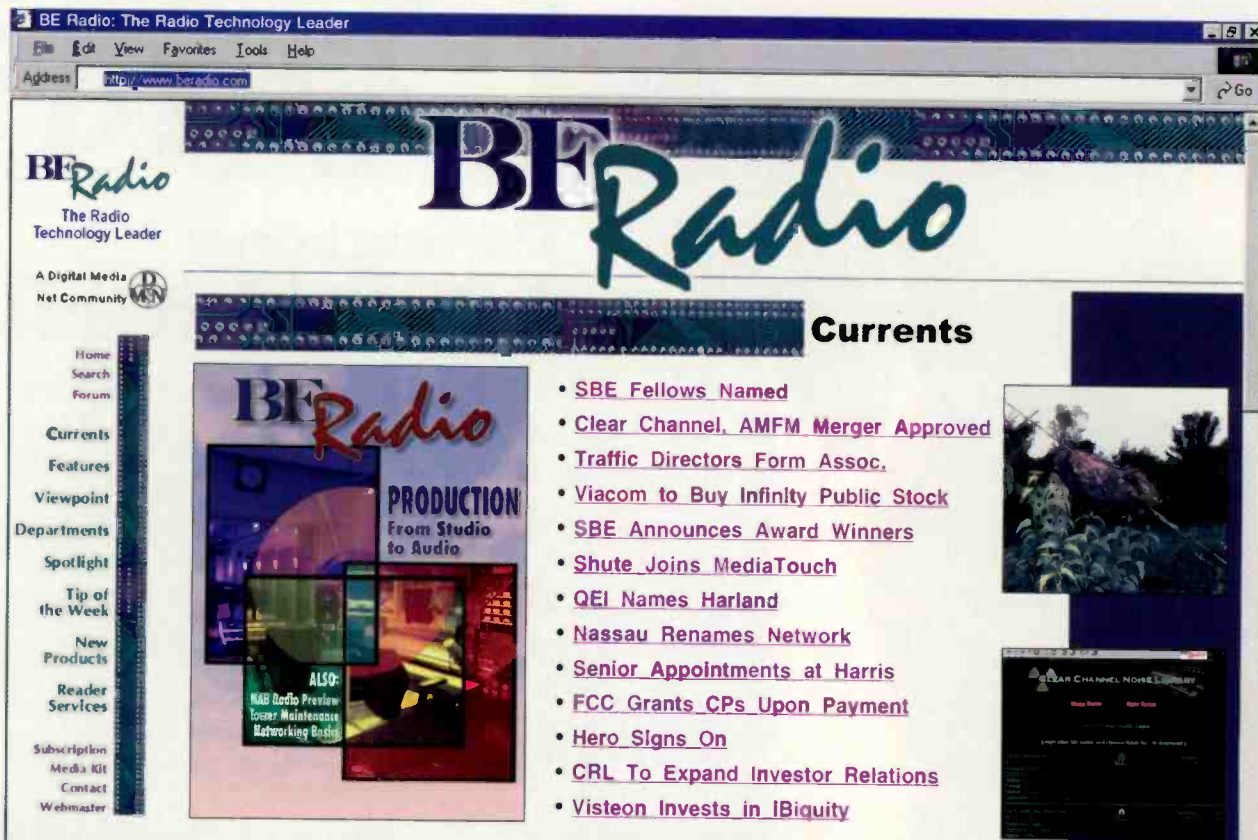 BE Radio: The Radio Technology Leader
File Edit View Favorites Tools Help
Address http://www.beradio.com Go
BE Radio
BE Radio
The Radio
Technology Leader
A Digital Media
Net Community
DMN
Home
Search
Forum
Currents
Features
Viewpoint
Departments
Spotlight
Tip of
the Week
New
Products
Reader
Services
Subscription
Media Kit
Contact
Webmaster
BE Radio
PRODUCTION
From Studio
to Audio
ALSO:
NAB Radio Preview
Tower Maintenance
Networking Basics
Currents
• SBE Fellows Named
• Clear Channel, AMFM Merger Approved
• Traffic Directors Form Assoc.
• Viacom to Buy Infinity Public Stock
• SBE Announces Award Winners
• Shute Joins MediaTouch
• QEI Names Harland
• Nassau Renames Network
• Senior Appointments at Harris
• FCC Grants CPs Upon Payment
• Hero Signs On
• CRL To Expand Investor Relations
• Visteon Invests in iBiquity
CLEAR CHANNEL NOISE LIBRARY